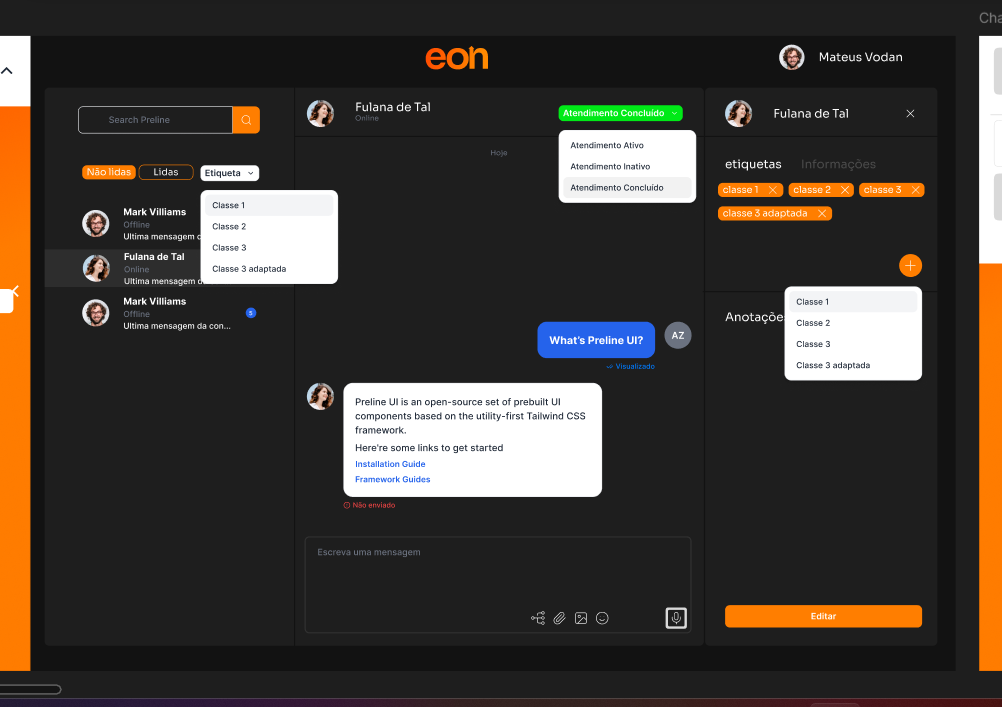 Cha
eon
Mateus Vodan
Search Preline
Não lidas
Lidas
Etiqueta
Classe 1
Classe 2
Classe 3
Classe 3 adaptada
Mark Villiams
Offline
Ultima mensagem d
Fulana de Tal
Online
Ultima mensagem d
Mark Villiams
Offline
Ultima mensagem da con...
5
Fulana de Tal
Online
Atendimento Concluído
Atendimento Ativo
Atendimento Inativo
Atendimento Concluído
Hoje
What's Preline UI?
AZ
Visualizado
Preline UI is an open-source set of prebuilt UI
components based on the utility-first Tailwind CSS
framework.
Here're some links to get started
Installation Guide
Framework Guides
Não enviado
Escreva uma mensagem
Fulana de Tal
etiquetas
Informações
classe 1
classe 2
classe 3
classe 3 adaptada
Anotaçõe
Classe 1
Classe 2
Classe 3
Classe 3 adaptada
Editar